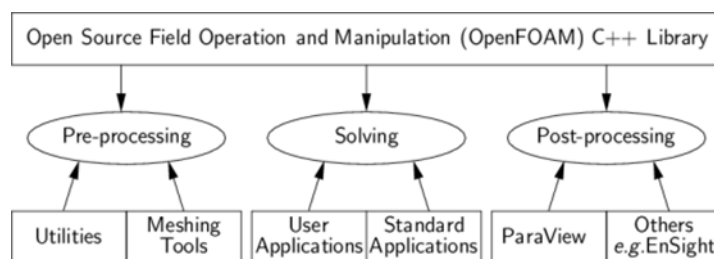 Open Source Field Operation and Manipulation (OpenFOAM) C++ Library
Pre-processing
Solving
Post-processing
Utilities
Meshing
Tools
User
Applications
Standard
Applications
ParaView
Others
e.g.EnSight